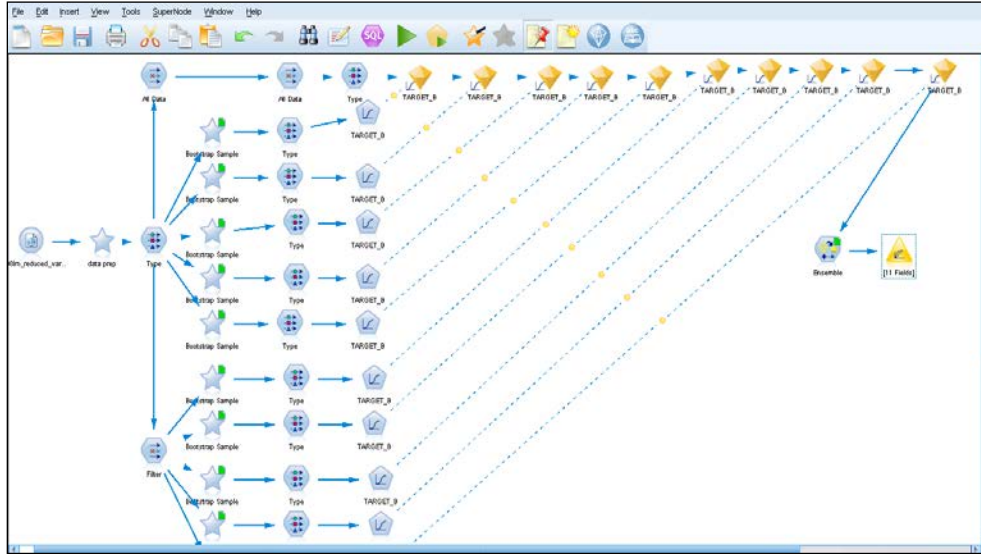 File Edit Insert View Tools SuperNode Window Help
SQL
All Data
All Data
Type
TARGET_B
TARGET_B
TARGET_B
TARGET_B
TARGET_B
TARGET_B
TARGET_B
TARGET_B
TARGET_B
TARGET_B
Bootstrap Sample
Type
TARGET_B
Bootstrap Sample
Type
TARGET_B
Bootstrap Sample
Type
TARGET_B
data prep
Type
Ensemble
[11 Fields]
Bootstrap Sample
Type
TARGET_B
Bootstrap Sample
Type
TARGET_B
Bootstrap Sample
Type
TARGET_B
Bootstrap Sample
Type
TARGET_B
Filter
Bootstrap Sample
Type
TARGET_B